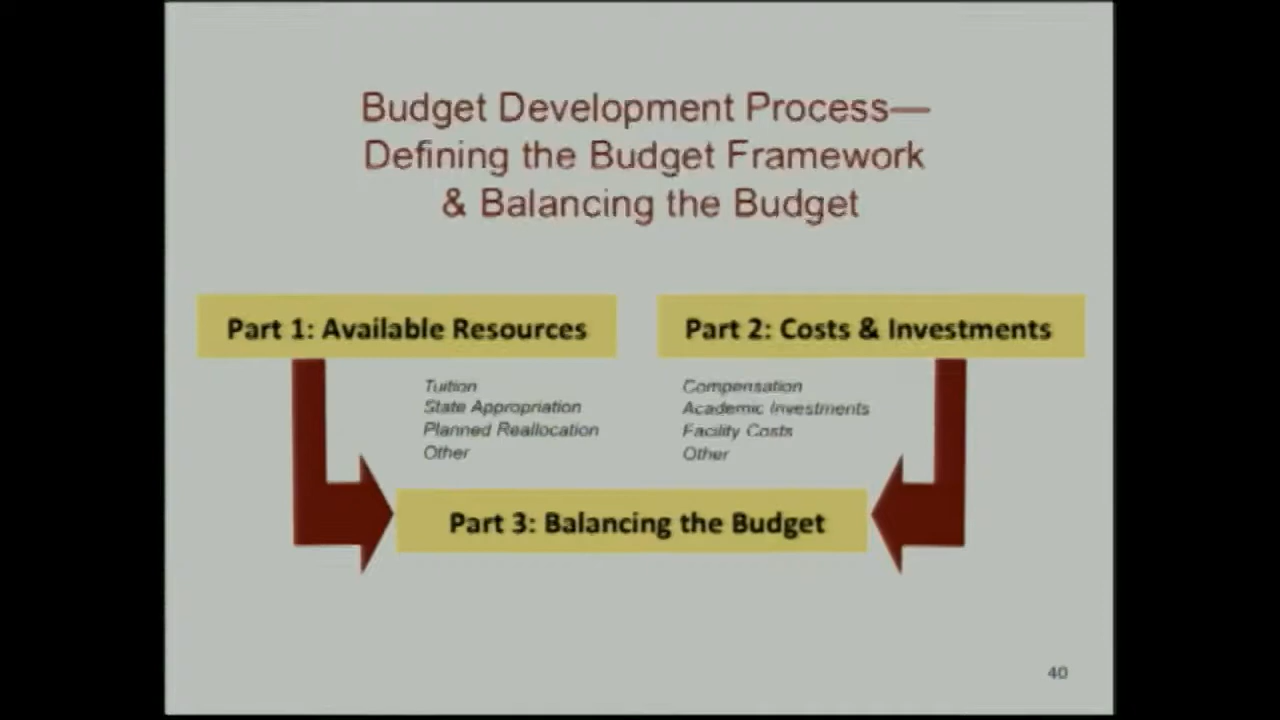 Budget Development Process—
Defining the Budget Framework
& Balancing the Budget
Part 1: Available Resources
Part 2: Costs & Investments
Tuition
State Appropriation
Planned Reallocation
Other
Compensation
Academic Investments
Facility Costs
Other
Part 3: Balancing the Budget
40